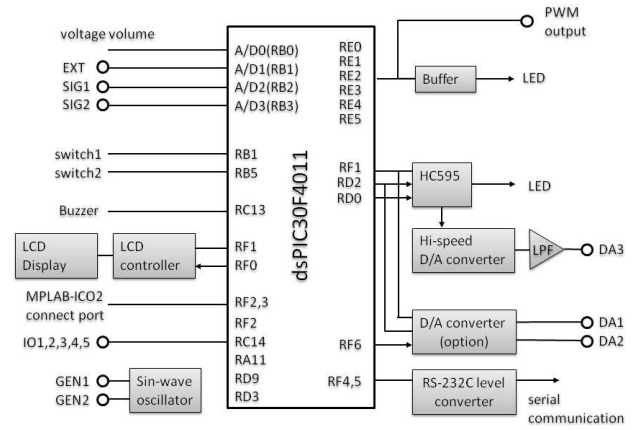 voltage volume
EXT
SIG1
SIG2
switch1
switch2
Buzzer
LCD
Display
LCD
controller
MPLAB-ICO2
connect port
IO1,2,3,4,5
GEN1
GEN2
Sin-wave
oscillator
A/D0(RB0)
A/D1(RB1)
A/D2(RB2)
A/D3(RB3)
RB1
RB5
RC13
RF1
RF0
RF2,3
RF2
RC14
RA11
RD9
RD3
dsPIC30F4011
RE0
RE1
RE2
RE3
RE4
RE5
RF1
RD2
RD0
RF6
RF4,5
PWM
output
Buffer
LED
HC595
LED
Hi-speed
D/A converter
LPF
DA3
D/A converter
(option)
DA1
DA2
RS-232C level
converter
serial
communication